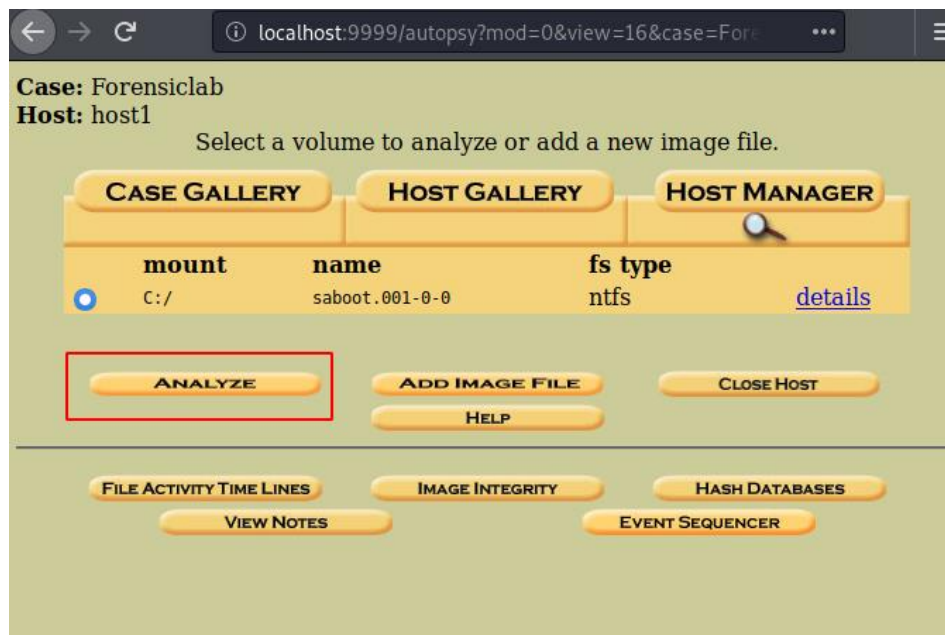 localhost:9999/autopsy?mod=0&view=16&case=Fore ...
Case: Forensiclab
Host: host1
Select a volume to analyze or add a new image file.
CASE GALLERY HOST GALLERY HOST MANAGER
mount name fs type
C:/ saboot.001-0-0 ntfs details
ANALYZE ADD IMAGE FILE CLOSE HOST
HELP
FILE ACTIVITY TIME LINES IMAGE INTEGRITY HASH DATABASES
VIEW NOTES EVENT SEQUENCER